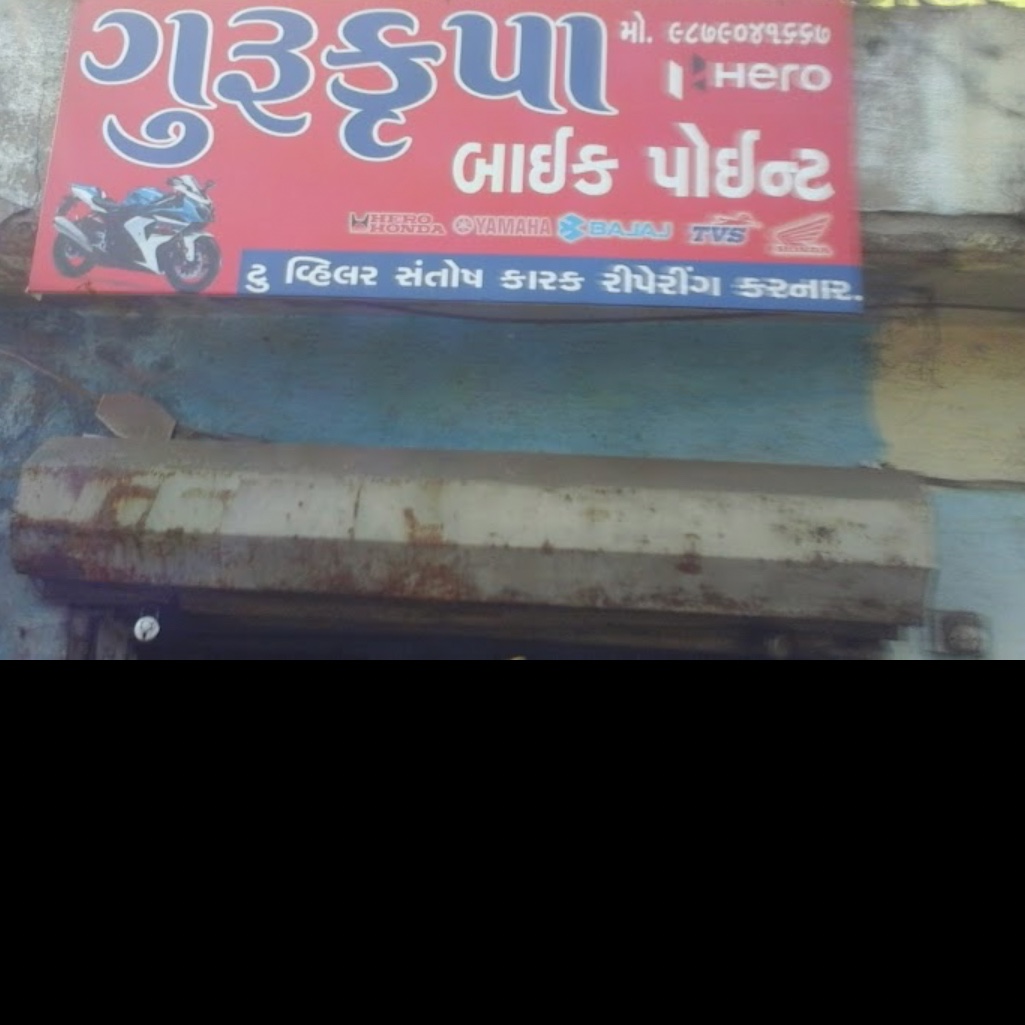 ગુરૂકૃપા
મો. ૯૮૭૯૦૪૧૬૬૭
Hero
બાઈક પોઈન્ટ
HERO HONDA YAMAHA BAJAJ TVS HONDA
ટુ વ્હિલર સંતોષ કારક રીપેરીંગ કરનાર.